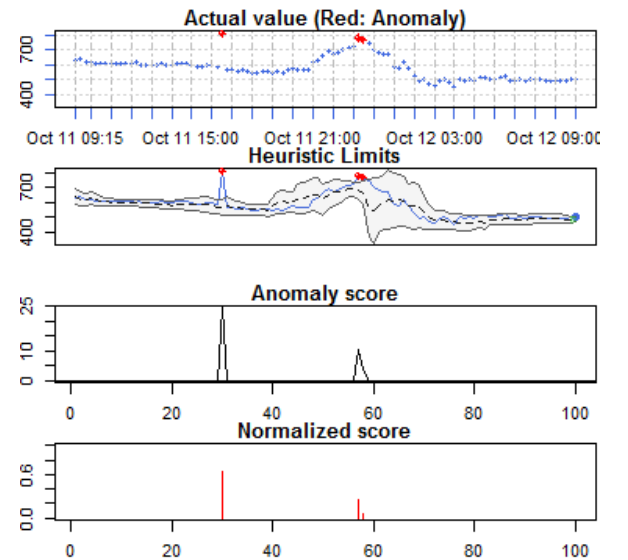 Actual value (Red: Anomaly)
700
400
Oct 11 09:15 Oct 11 15:00 Oct 11 21:00 Oct 12 03:00 Oct 12 09:00
Heuristic Limits
700
400
Anomaly score
25
10
0
0 20 40 60 80 100
Normalized score
0.6
0.0
0 20 40 60 80 100